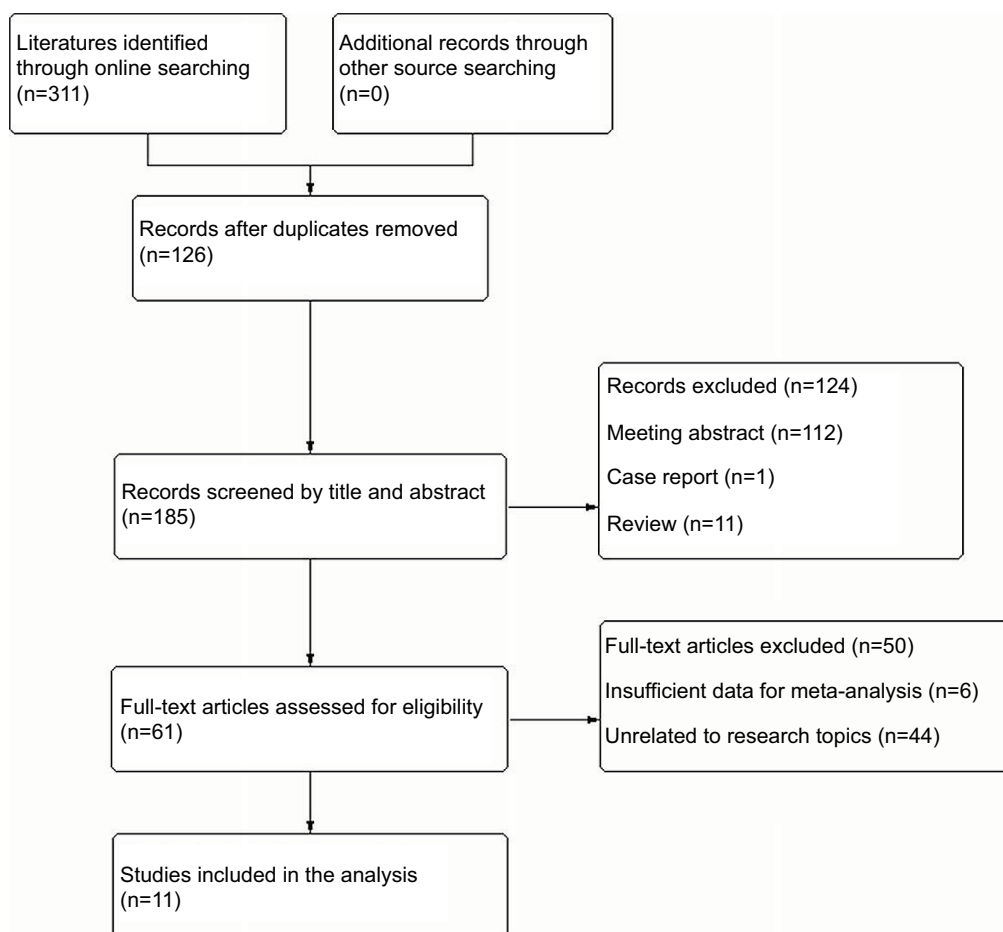 Literatures identified
through online searching
(n=311)
Additional records through
other source searching
(n=0)
Records after duplicates removed
(n=126)
Records screened by title and abstract
(n=185)
Records excluded (n=124)
Meeting abstract (n=112)
Case report (n=1)
Review (n=11)
Full-text articles assessed for eligibility
(n=61)
Full-text articles excluded (n=50)
Insufficient data for meta-analysis (n=6)
Unrelated to research topics (n=44)
Studies included in the analysis
(n=11)